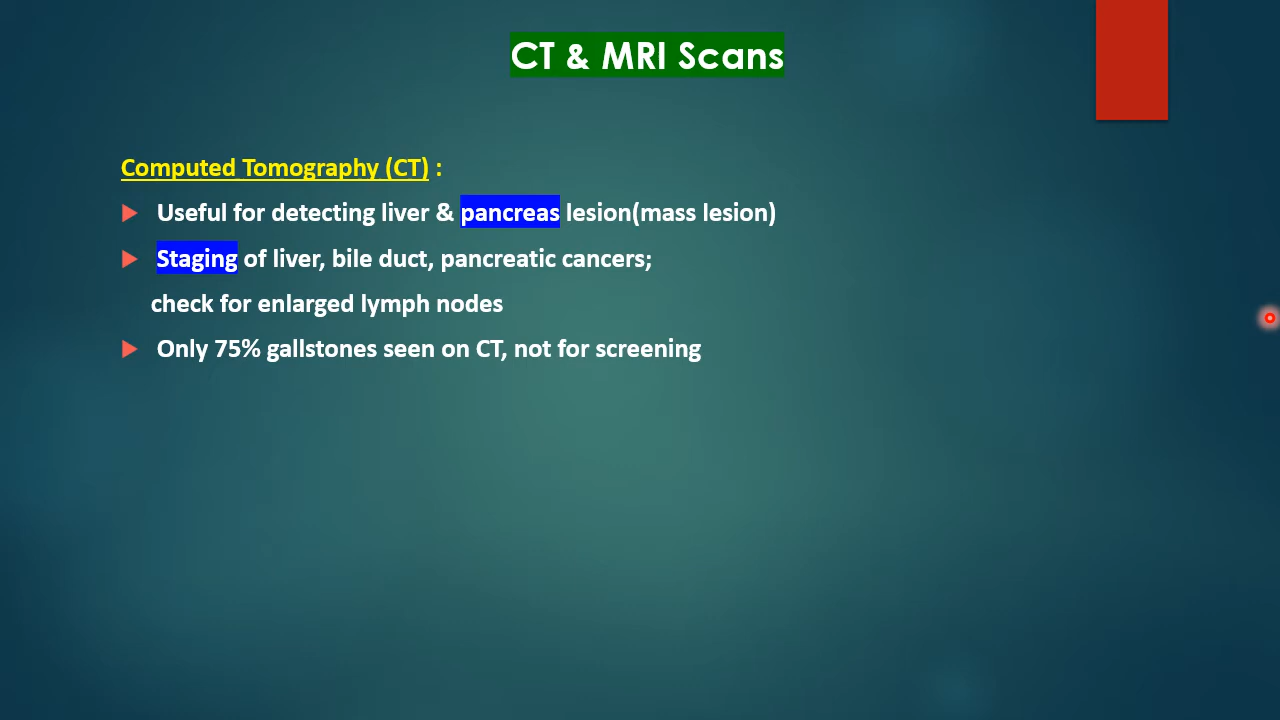 CT & MRI Scans
Computed Tomography (CT) :
Useful for detecting liver & pancreas lesion(mass lesion)
Staging of liver, bile duct, pancreatic cancers;
check for enlarged lymph nodes
Only 75% gallstones seen on CT, not for screening